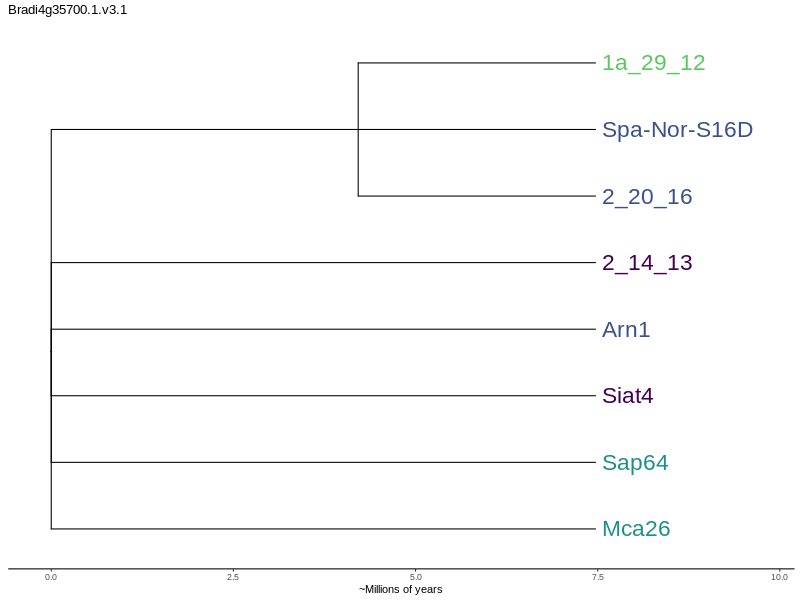 Bradi4g35700.1.v3.1
1a_29_12
Spa-Nor-S16D
2_20_16
2_14_13
Arn1
Siat4
Sap64
Mca26
0.0 2.5 5.0 7.5 10.0
~Millions of years